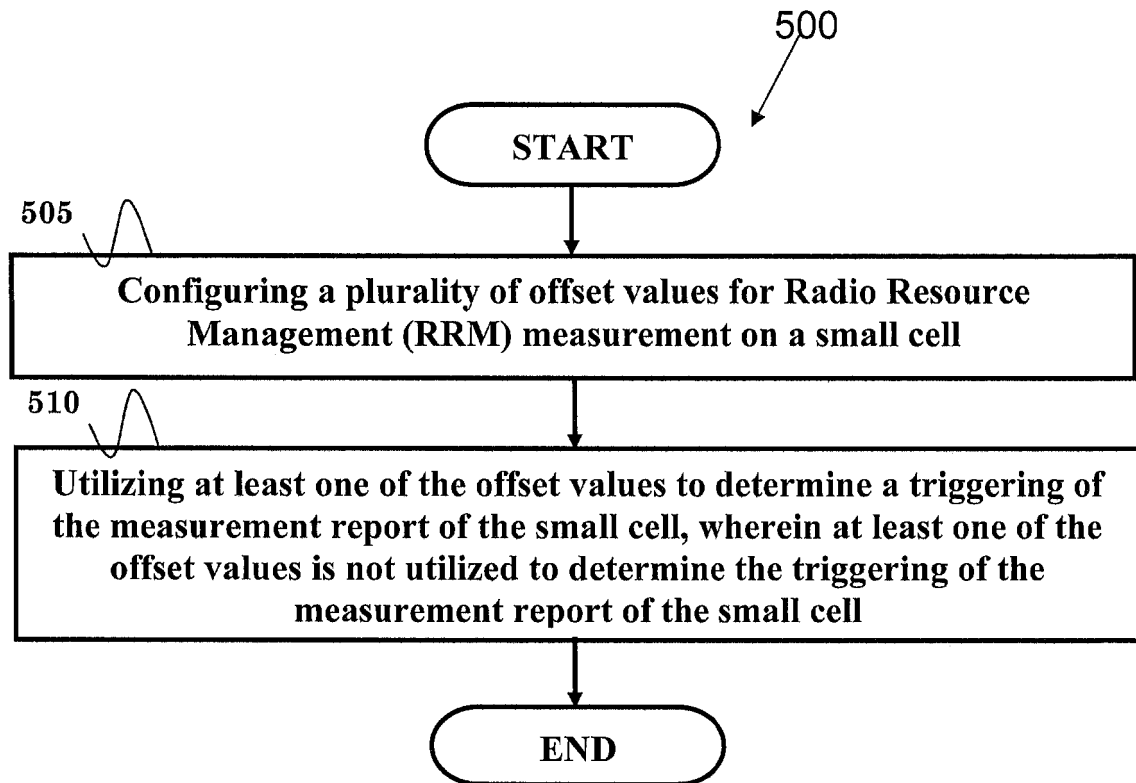 500
START
505
Configuring a plurality of offset values for Radio Resource
Management (RRM) measurement on a small cell
510
Utilizing at least one of the offset values to determine a triggering of
the measurement report of the small cell, wherein at least one of the
offset values is not utilized to determine the triggering of the
measurement report of the small cell
END